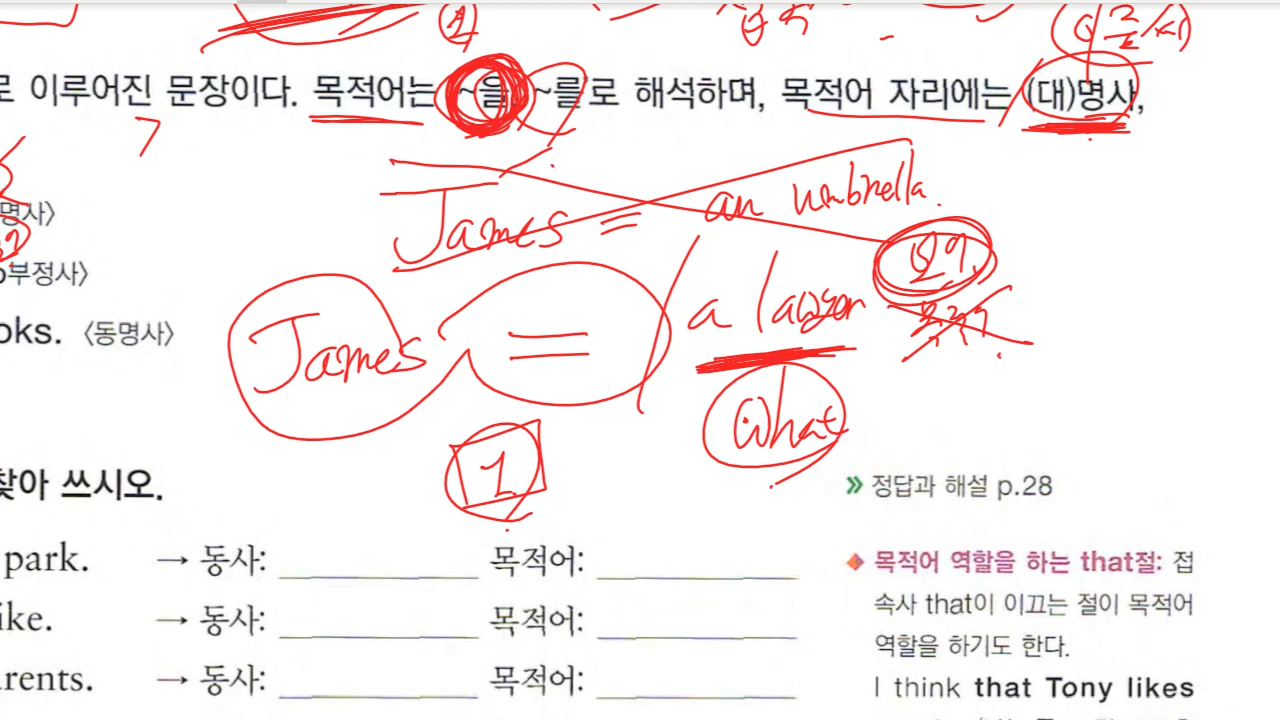 로 이루어진 문장이다. 목적어는 ~을, ~를로 해석하며, 목적어 자리에는 (대)명사,
James = an umbrella.
명사〉
부정사〉
보어
James = a lawyer
oks. 〈동명사〉
what
1
찾아 쓰시오.
» 정답과 해설 p.28
park. → 동사: 목적어:
ike. → 동사: 목적어:
arents. → 동사: 목적어:
목적어 역할을 하는 that절: 접
속사 that이 이끄는 절이 목적어
역할을 하기도 한다.
I think that Tony likes